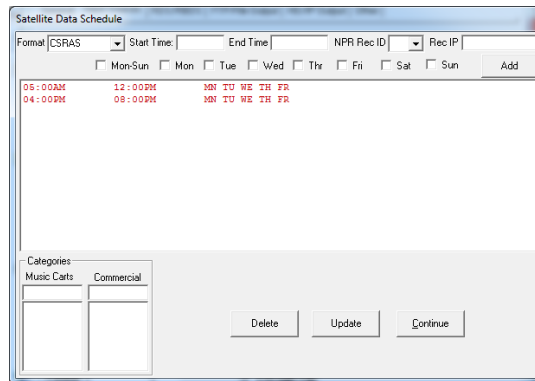 Satellite Data Schedule
Format CSRAS Start Time: End Time NPR Rec ID Rec IP
Mon-Sun Mon Tue Wed Thr Fri Sat Sun Add
05:00AM 12:00PM MN TU WE TH FR
04:00PM 08:00PM MN TU WE TH FR
Categories
Music Carts Commercial
Delete Update Continue